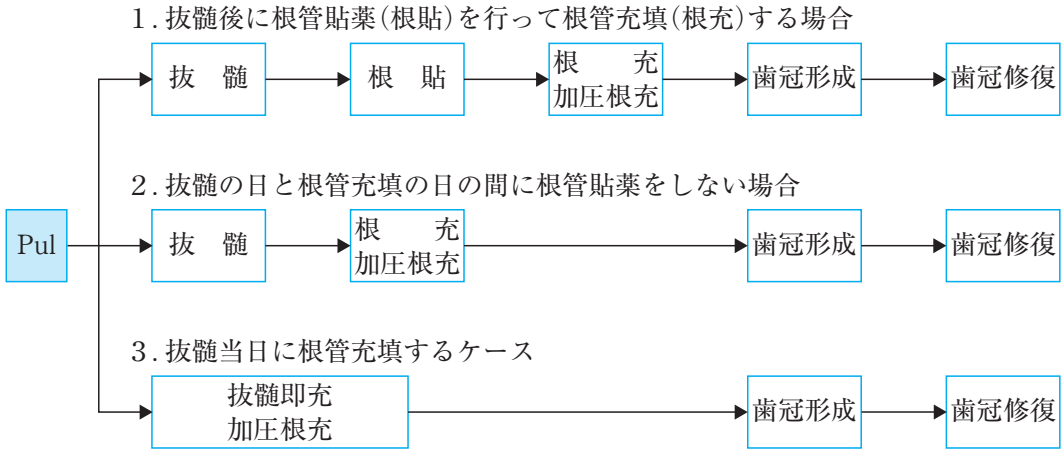 1．抜髄後に根管貼薬(根貼)を行って根管充填(根充)する場合
抜　髄
根　貼
根　　充
加圧根充
歯冠形成
歯冠修復
2．抜髄の日と根管充填の日の間に根管貼薬をしない場合
Pul
抜　髄
根　　充
加圧根充
歯冠形成
歯冠修復
3．抜髄当日に根管充填するケース
抜髄即充
加圧根充
歯冠形成
歯冠修復